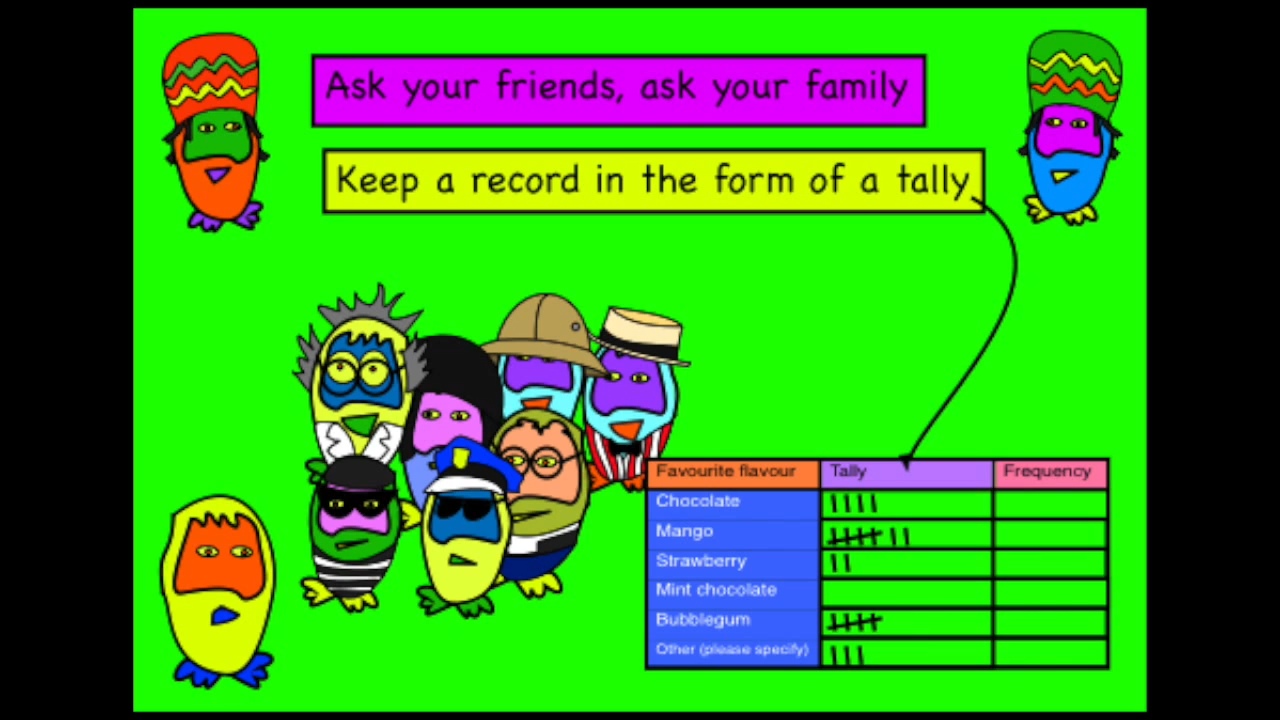 Ask your friends, ask your family
Keep a record in the form of a tally
Favourite flavour Tally Frequency
Chocolate
Mango
Strawberry
Mint chocolate
Bubblegum
Other (please specify)